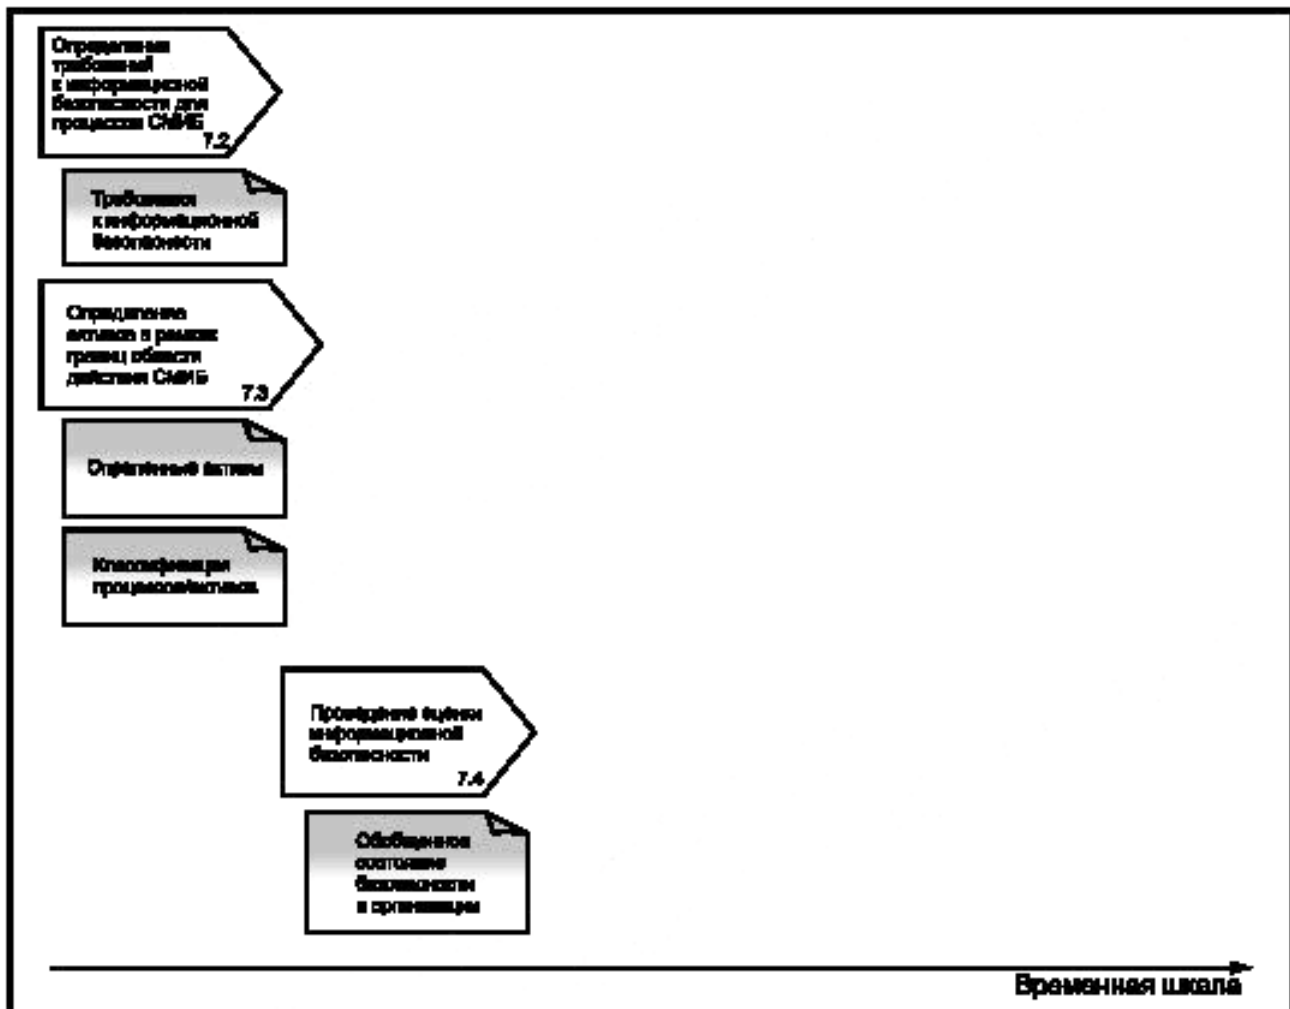 Определение
требований
к информационной
безопасности для
процессов СМИБ
7.2
Требования
к информационной
безопасности
Определение
активов в рамках
границ области
действия СМИБ
7.3
активы
Классификация
процессов/активов
Проведение оценки
информационной
безопасности
7.4
Обобщенное
состояние
безопасности
в организации
Временная шкала